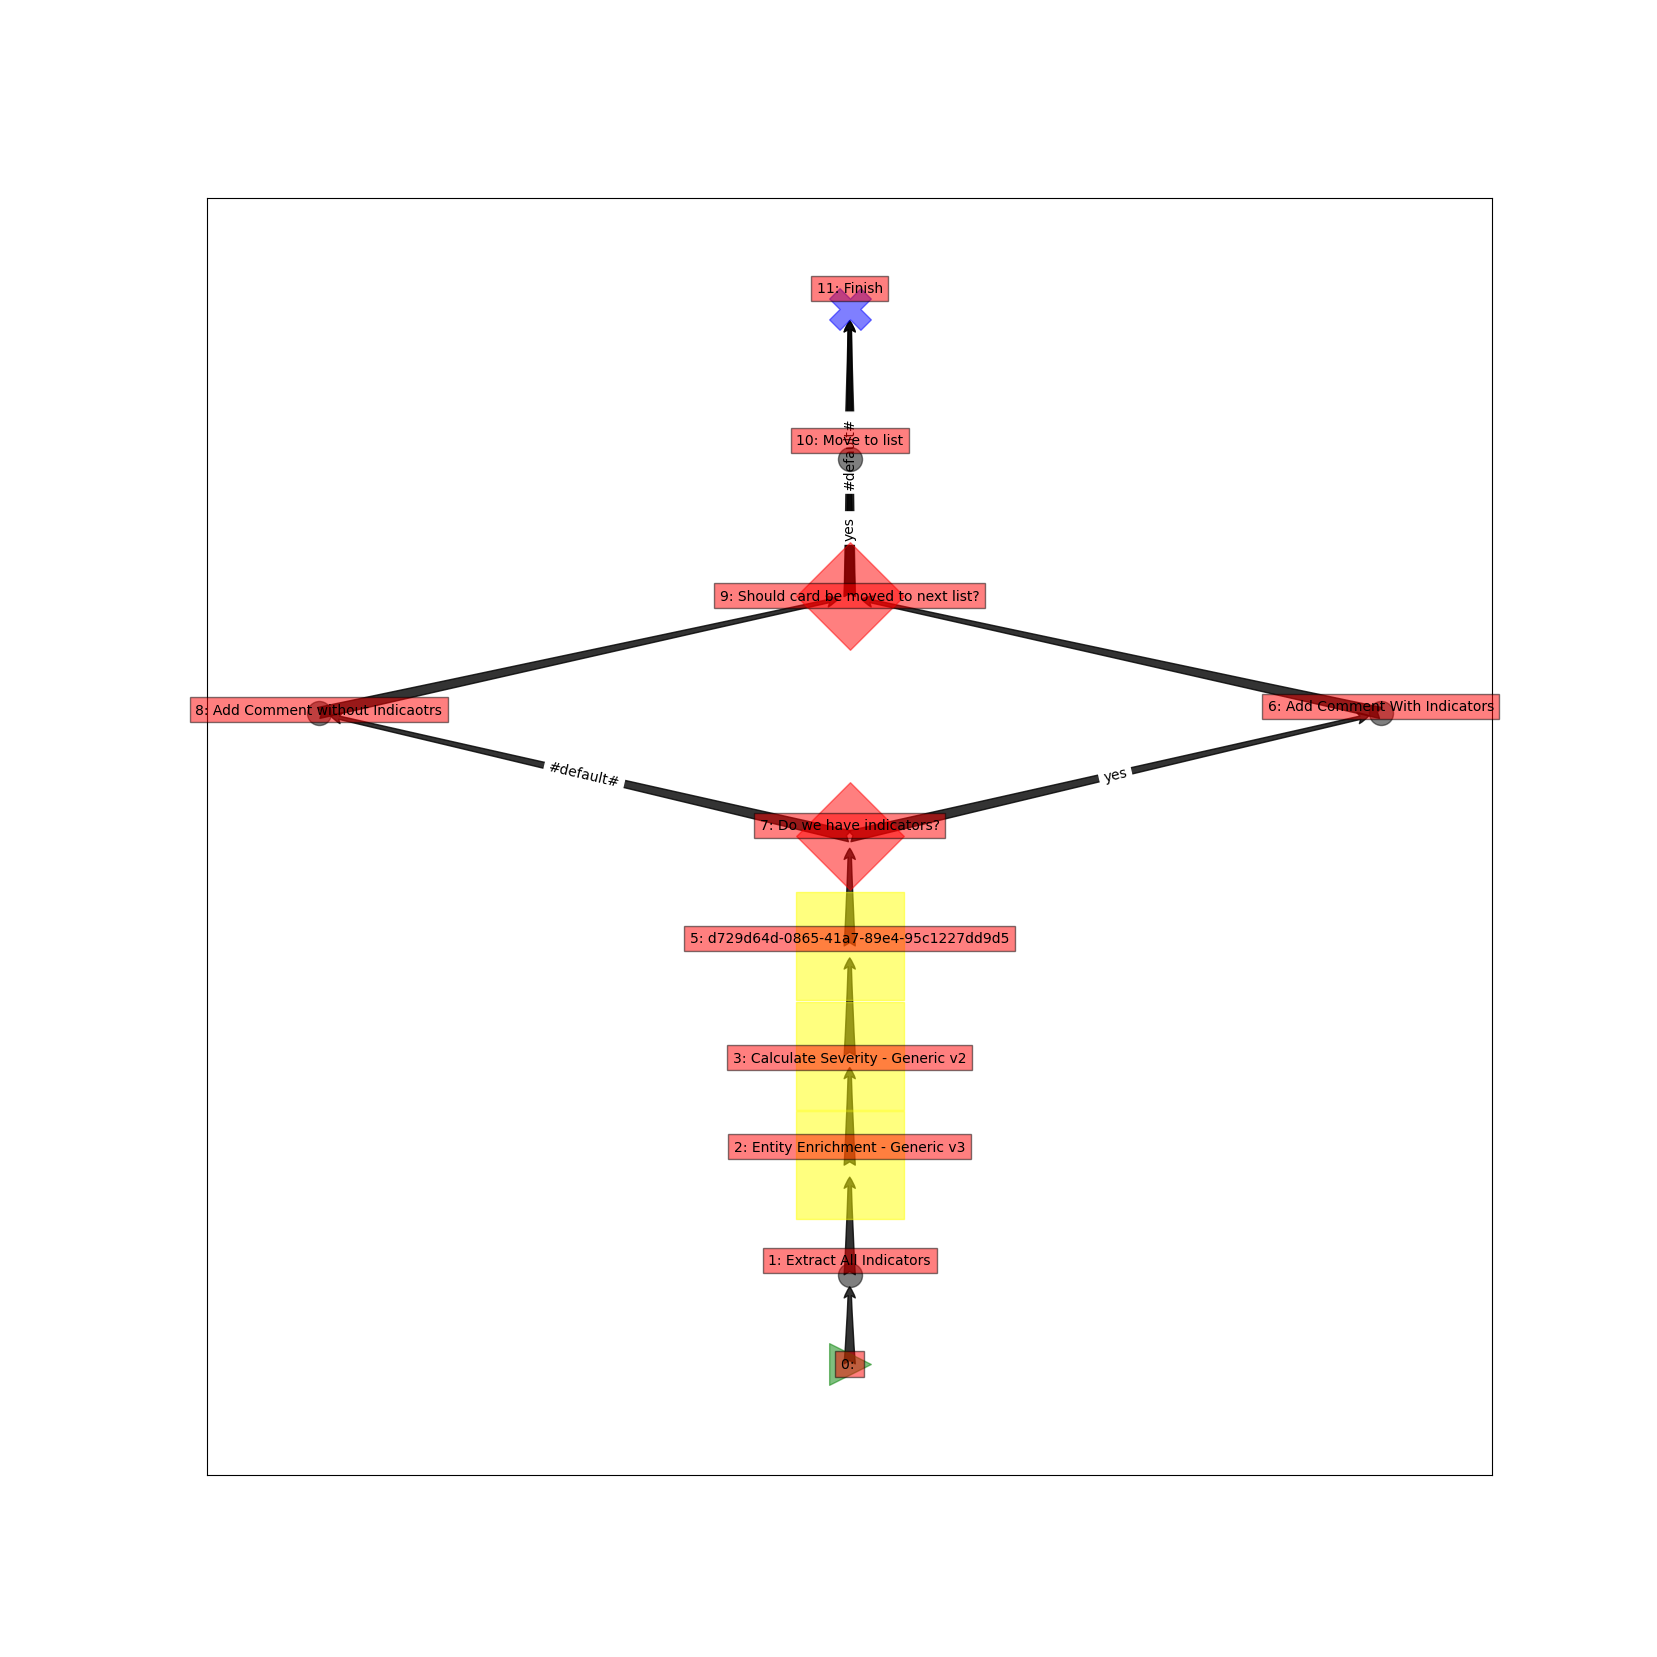 11: Finish
10: Move to list
#default#
yes
9: Should card be moved to next list?
8: Add Comment without Indicaotrs
6: Add Comment With Indicators
#default#
yes
7: Do we have indicators?
5: d729d64d-0865-41a7-89e4-95c1227dd9d5
3: Calculate Severity - Generic v2
2: Entity Enrichment - Generic v3
1: Extract All Indicators
0: